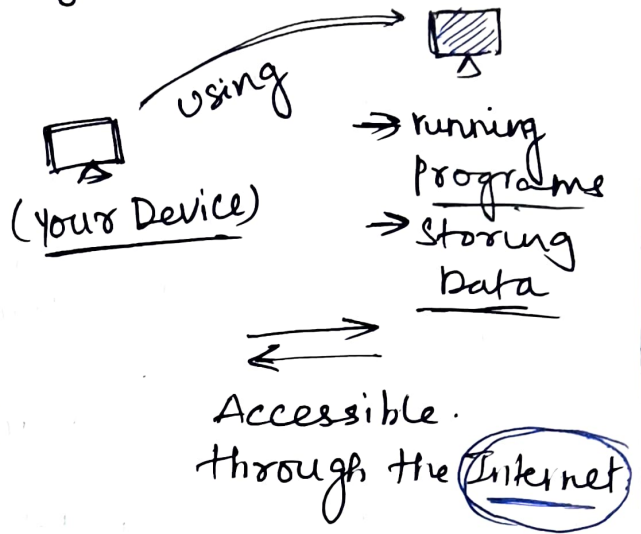 using
→ running
Programs
(your Device)
→ Storing
Data
Accessible.
through the Internet